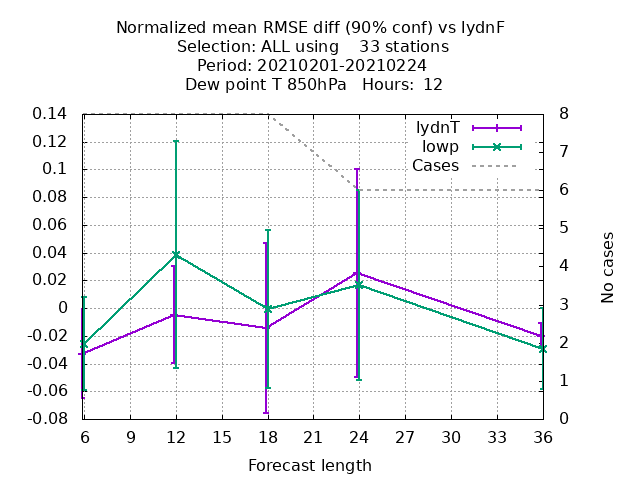 Normalized mean RMSE diff (90% conf) vs lydnF
Selection: ALL using 33 stations
Period: 20210201-20210224
Dew point T 850hPa Hours: 12
0.14
0.12
0.1
0.08
0.06
0.04
0.02
0
-0.02
-0.04
-0.06
-0.08
lydnT
lowp
Cases
8
7
6
5
4
3
2
1
0
No cases
6 9 12 15 18 21 24 27 30 33 36
Forecast length